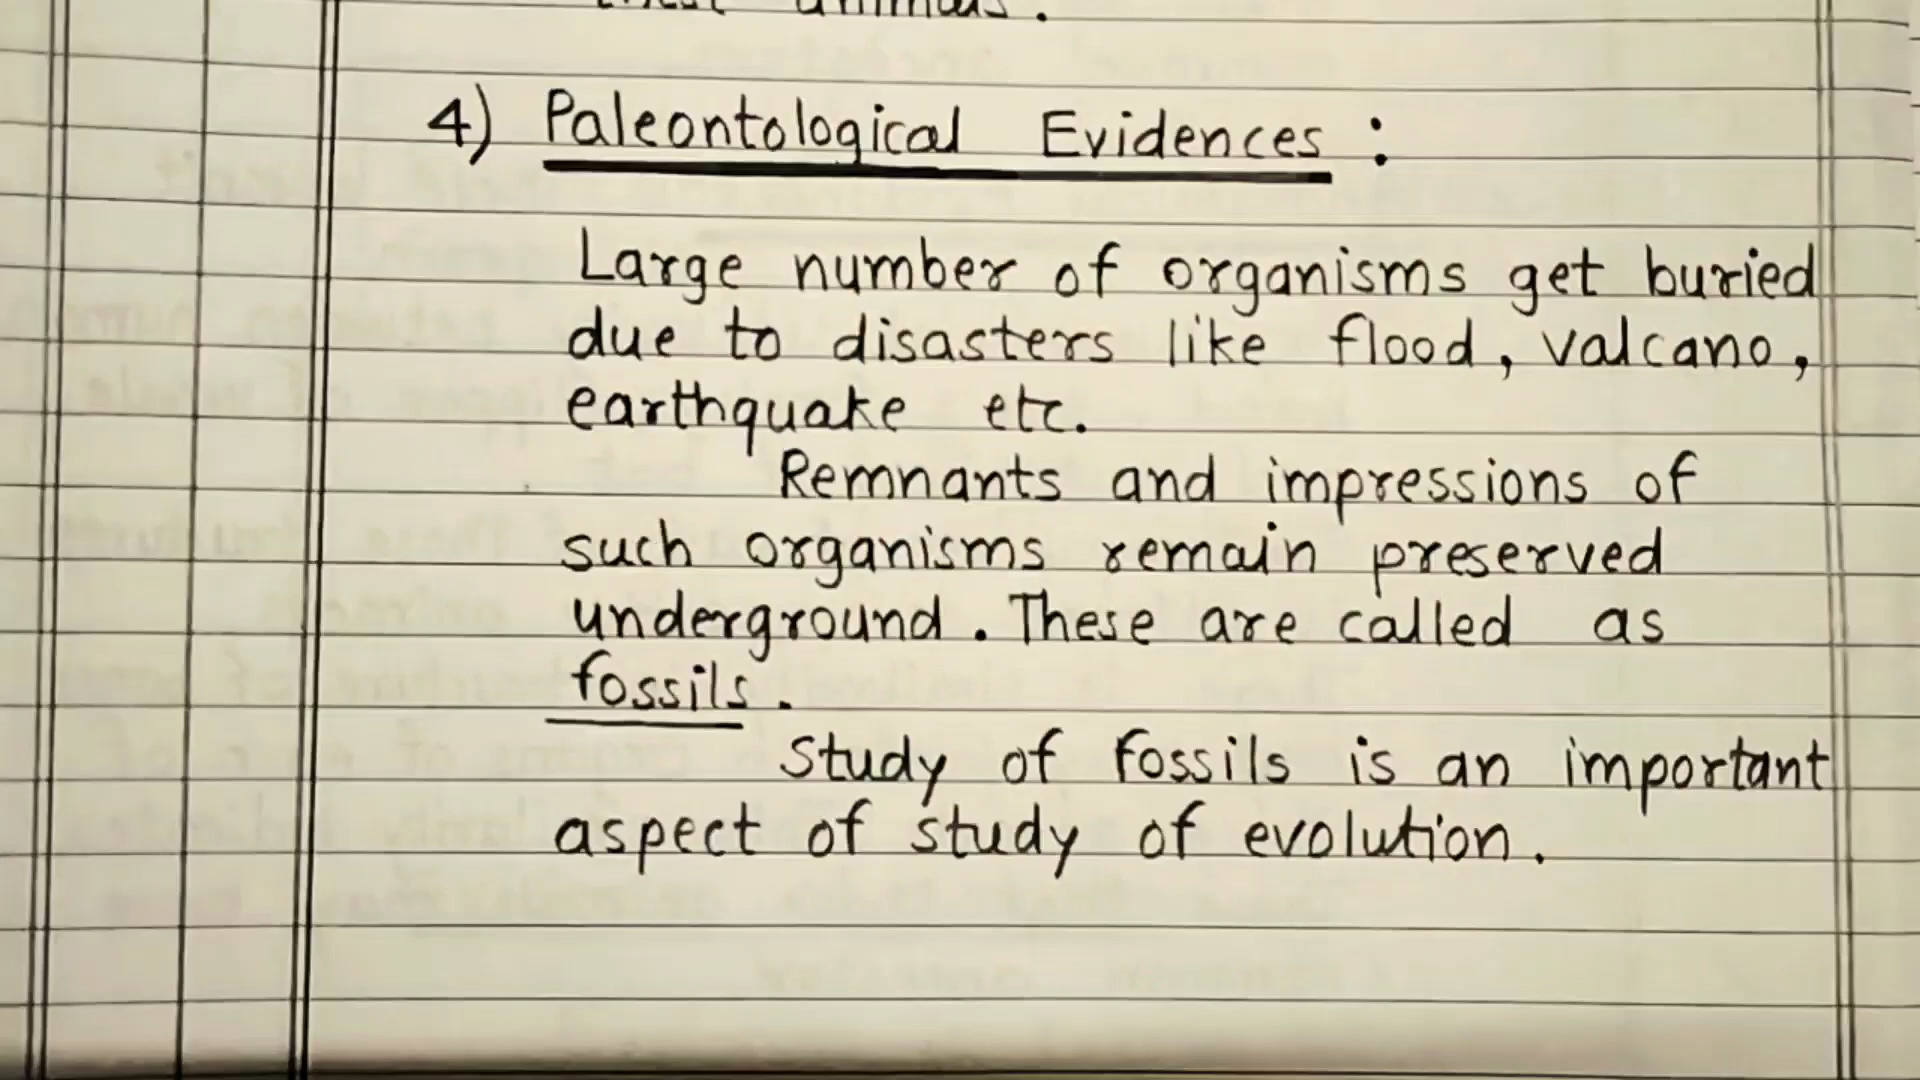 these animals.
4) Paleontological Evidences :
Large number of organisms get buried
due to disasters like flood, valcano,
earthquake etc.
Remnants and impressions of
such organisms remain preserved
underground. These are called as
fossils.
Study of fossils is an important
aspect of study of evolution.